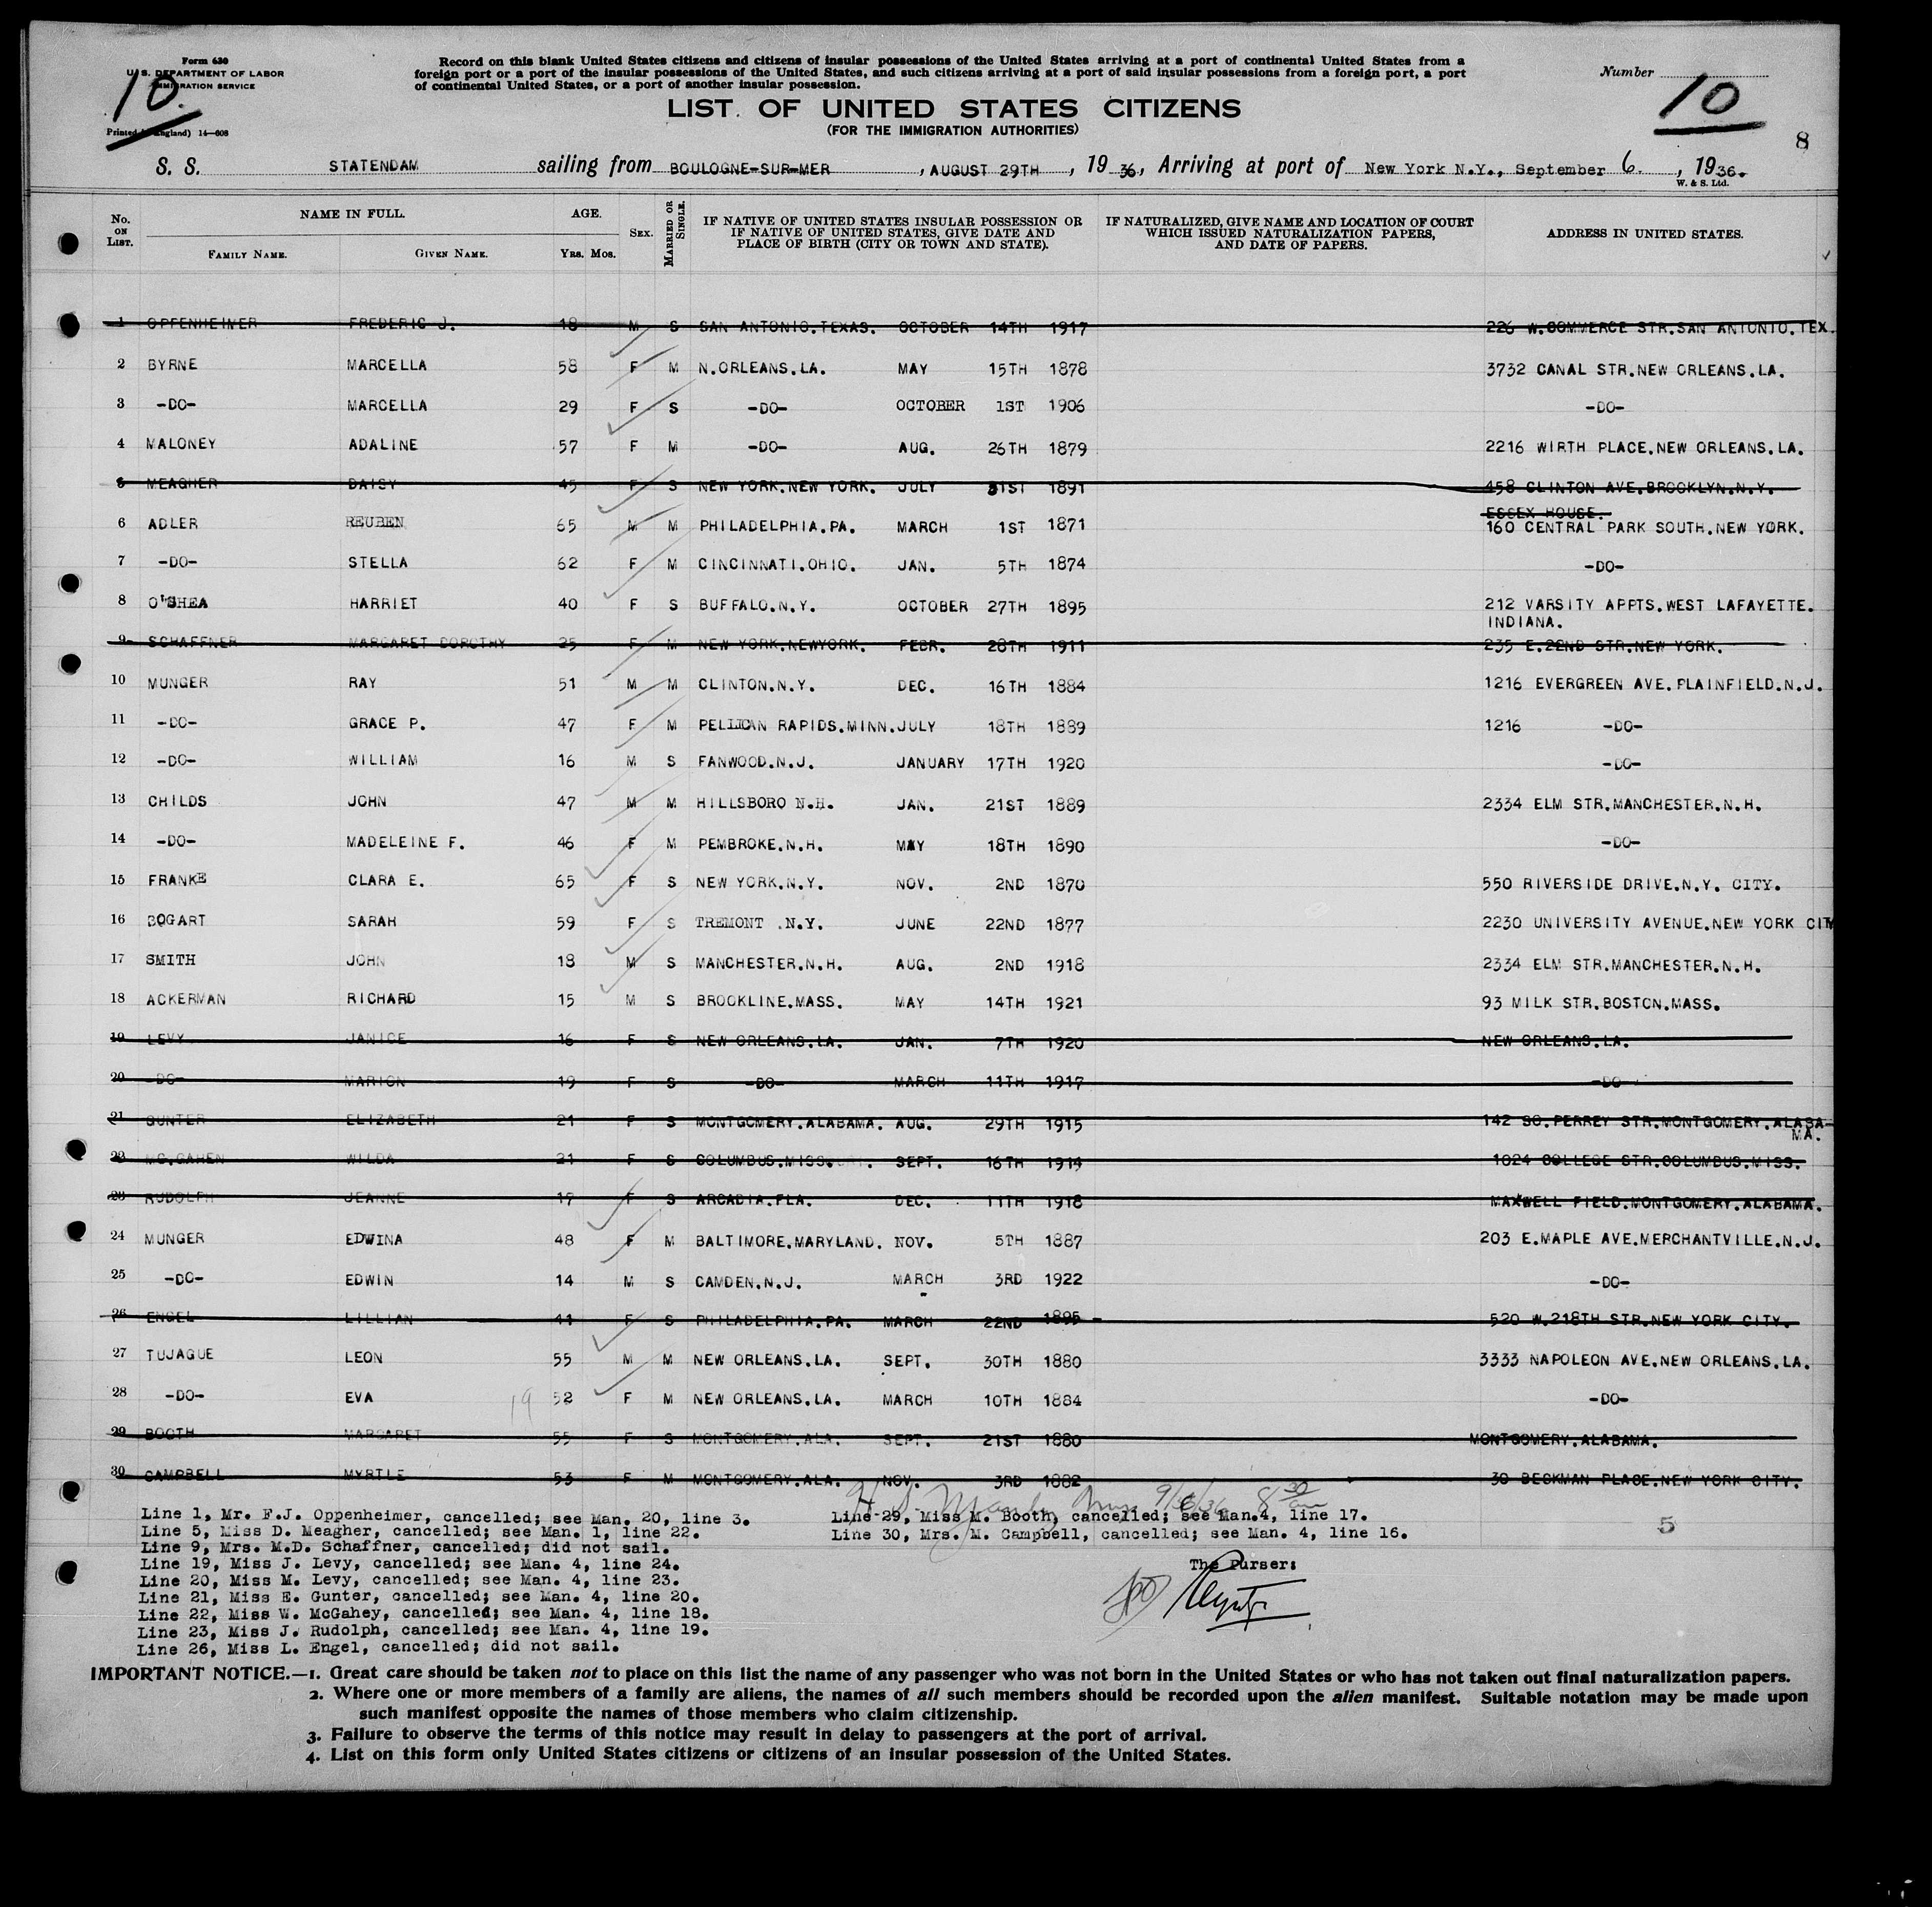 Form 630
U. S. DEPARTMENT OF LABOR
IMMIGRATION SERVICE
10
Printed (in England) 14—608
Record on this blank United States citizens and citizens of insular possessions of the United States arriving at a port of continental United States from a
foreign port or a port of the insular possessions of the United States, and such citizens arriving at a port of said insular possessions from a foreign port, a port
of continental United States, or a port of another insular possession.
Number
10
8
LIST OF UNITED STATES CITIZENS
(FOR THE IMMIGRATION AUTHORITIES)
S. S. STATENDAM sailing from BOULOGNE-SUR-MER , AUGUST 29TH , 19 36, Arriving at port of New York N.Y., September 6. , 1936.
W. & S. Ltd.
No. ON LIST. NAME IN FULL. FAMILY NAME. GIVEN NAME. AGE. YRS. MOS. SEX. MARRIED OR SINGLE. IF NATIVE OF UNITED STATES INSULAR POSSESSION OR IF NATIVE OF UNITED STATES, GIVE DATE AND PLACE OF BIRTH (CITY OR TOWN AND STATE). IF NATURALIZED, GIVE NAME AND LOCATION OF COURT WHICH ISSUED NATURALIZATION PAPERS, AND DATE OF PAPERS. ADDRESS IN UNITED STATES.
1 OPPENHEIMER FREDERIC J. 18 M S SAN ANTONIO.TEXAS. OCTOBER 14TH 1917 226 W.COMMERCE STR.SAN ANTONIO.TEX.
2 BYRNE MARCELLA 58 F M N.ORLEANS.LA. MAY 15TH 1878 3732 CANAL STR.NEW ORLEANS.LA.
3 -DO- MARCELLA 29 F S -DO- OCTOBER 1ST 1906 -DO-
4 MALONEY ADALINE 57 F M -DO- AUG. 26TH 1879 2216 WIRTH PLACE.NEW ORLEANS.LA.
5 MEAGHER DAISY 45 F S NEW YORK.NEW YORK. JULY 31ST 1891 458 CLINTON AVE.BROOKLYN.N.Y.
ESSEX HOUSE.
6 ADLER REUBEN 65 M M PHILADELPHIA.PA. MARCH 1ST 1871 160 CENTRAL PARK SOUTH.NEW YORK.
7 -DO- STELLA 62 F M CINCINNATI.OHIO. JAN. 5TH 1874 -DO-
8 O'SHEA HARRIET 40 F S BUFFALO.N.Y. OCTOBER 27TH 1895 212 VARSITY APPTS.WEST LAFAYETTE.
INDIANA.
9 SCHAFFNER MARGARET DOROTHY 25 F M NEW YORK.NEWYORK. FEBR. 28TH 1911 235 E.22ND STR.NEW YORK.
10 MUNGER RAY 51 M M CLINTON.N.Y. DEC. 16TH 1884 1216 EVERGREEN AVE.PLAINFIELD.N.J.
11 -DO- GRACE P. 47 F M PELICAN RAPIDS.MINN.JULY 18TH 1889 1216 -DO-
12 -DO- WILLIAM 16 M S FANWOOD.N.J. JANUARY 17TH 1920 -DO-
13 CHILDS JOHN 47 M M HILLSBORO N.H. JAN. 21ST 1889 2334 ELM STR.MANCHESTER.N.H.
14 -DO- MADELEINE F. 46 F M PEMBROKE.N.H. MAY 18TH 1890 -DO-
15 FRANKE CLARA E. 65 F S NEW YORK.N.Y. NOV. 2ND 1870 550 RIVERSIDE DRIVE.N.Y. CITY.
16 BOGART SARAH 59 F S TREMONT .N.Y. JUNE 22ND 1877 2230 UNIVERSITY AVENUE.NEW YORK CITY
17 SMITH JOHN 18 M S MANCHESTER.N.H. AUG. 2ND 1918 2334 ELM STR.MANCHESTER.N.H.
18 ACKERMAN RICHARD 15 M S BROOKLINE.MASS. MAY 14TH 1921 93 MILK STR.BOSTON.MASS.
19 LEVY JANICE 16 F S NEW ORLEANS.LA. JAN. 7TH 1920 NEW ORLEANS.LA.
20 -DO- MARION 19 F S -DO- MARCH 11TH 1917 -DO-
21 GUNTER ELIZABETH 21 F S MONTGOMERY.ALABAMA. AUG. 29TH 1915 142 SO.PERREY STR.MONTGOMERY.ALABA-
MA.
22 MC.GAHEN WILDA 21 F S COLUMBUS.MISS. SEPT. 16TH 1914 1024 COLLEGE STR.COLUMBUS.MISS.
23 RUDOLPH JEANNE 17 F S ARCADIA.FLA. DEC. 11TH 1918 MAXWELL FIELD.MONTGOMERY.ALABAMA.
24 MUNGER EDWINA 48 F M BALTIMORE.MARYLAND. NOV. 5TH 1887 203 E.MAPLE AVE.MERCHANTVILLE.N.J.
25 -DO- EDWIN 14 M S CAMDEN.N.J. MARCH 3RD 1922 -DO-
26 ENGEL LILLIAN 41 F S PHILADELPHIA.PA. MARCH 22ND 1895 520 W.218TH STR.NEW YORK CITY.
27 TUJAGUE LEON 55 M M NEW ORLEANS.LA. SEPT. 30TH 1880 3333 NAPOLEON AVE.NEW ORLEANS.LA.
28 -DO- EVA 19 52 F M NEW ORLEANS.LA. MARCH 10TH 1884 -DO-
29 BOOTH MARGARET 55 F S MONTGOMERY.ALA. SEPT. 21ST 1880 MONTGOMERY.ALABAMA.
30 CAMPBELL MYRTLE 53 F M MONTGOMERY.ALA. NOV. 3RD 1882 30 BECKMAN PLACE.NEW YORK CITY.
9/6/36 8 30 am
Line 1, Mr. F.J. Oppenheimer, cancelled; see Man. 20, line 3.
Line 5, Miss D. Meagher, cancelled; see Man. 1, line 22.
Line 9, Mrs. M.D. Schaffner, cancelled; did not sail.
Line 19, Miss J. Levy, cancelled; see Man. 4, line 24.
Line 20, Miss M. Levy, cancelled; see Man. 4, line 23.
Line 21, Miss E. Gunter, cancelled; see Man. 4, line 20.
Line 22, Miss W. McGahey, cancelled; see Man. 4, line 18.
Line 23, Miss J. Rudolph, cancelled; see Man. 4, line 19.
Line 26, Miss L. Engel, cancelled; did not sail.
Line 29, Miss M. Booth, cancelled; see Man.4, line 17.
Line 30, Mrs. M. Campbell, cancelled; see Man. 4, line 16.
5
The Purser:
IMPORTANT NOTICE.—1. Great care should be taken not to place on this list the name of any passenger who was not born in the United States or who has not taken out final naturalization papers.
2. Where one or more members of a family are aliens, the names of all such members should be recorded upon the alien manifest. Suitable notation may be made upon
such manifest opposite the names of those members who claim citizenship.
3. Failure to observe the terms of this notice may result in delay to passengers at the port of arrival.
4. List on this form only United States citizens or citizens of an insular possession of the United States.